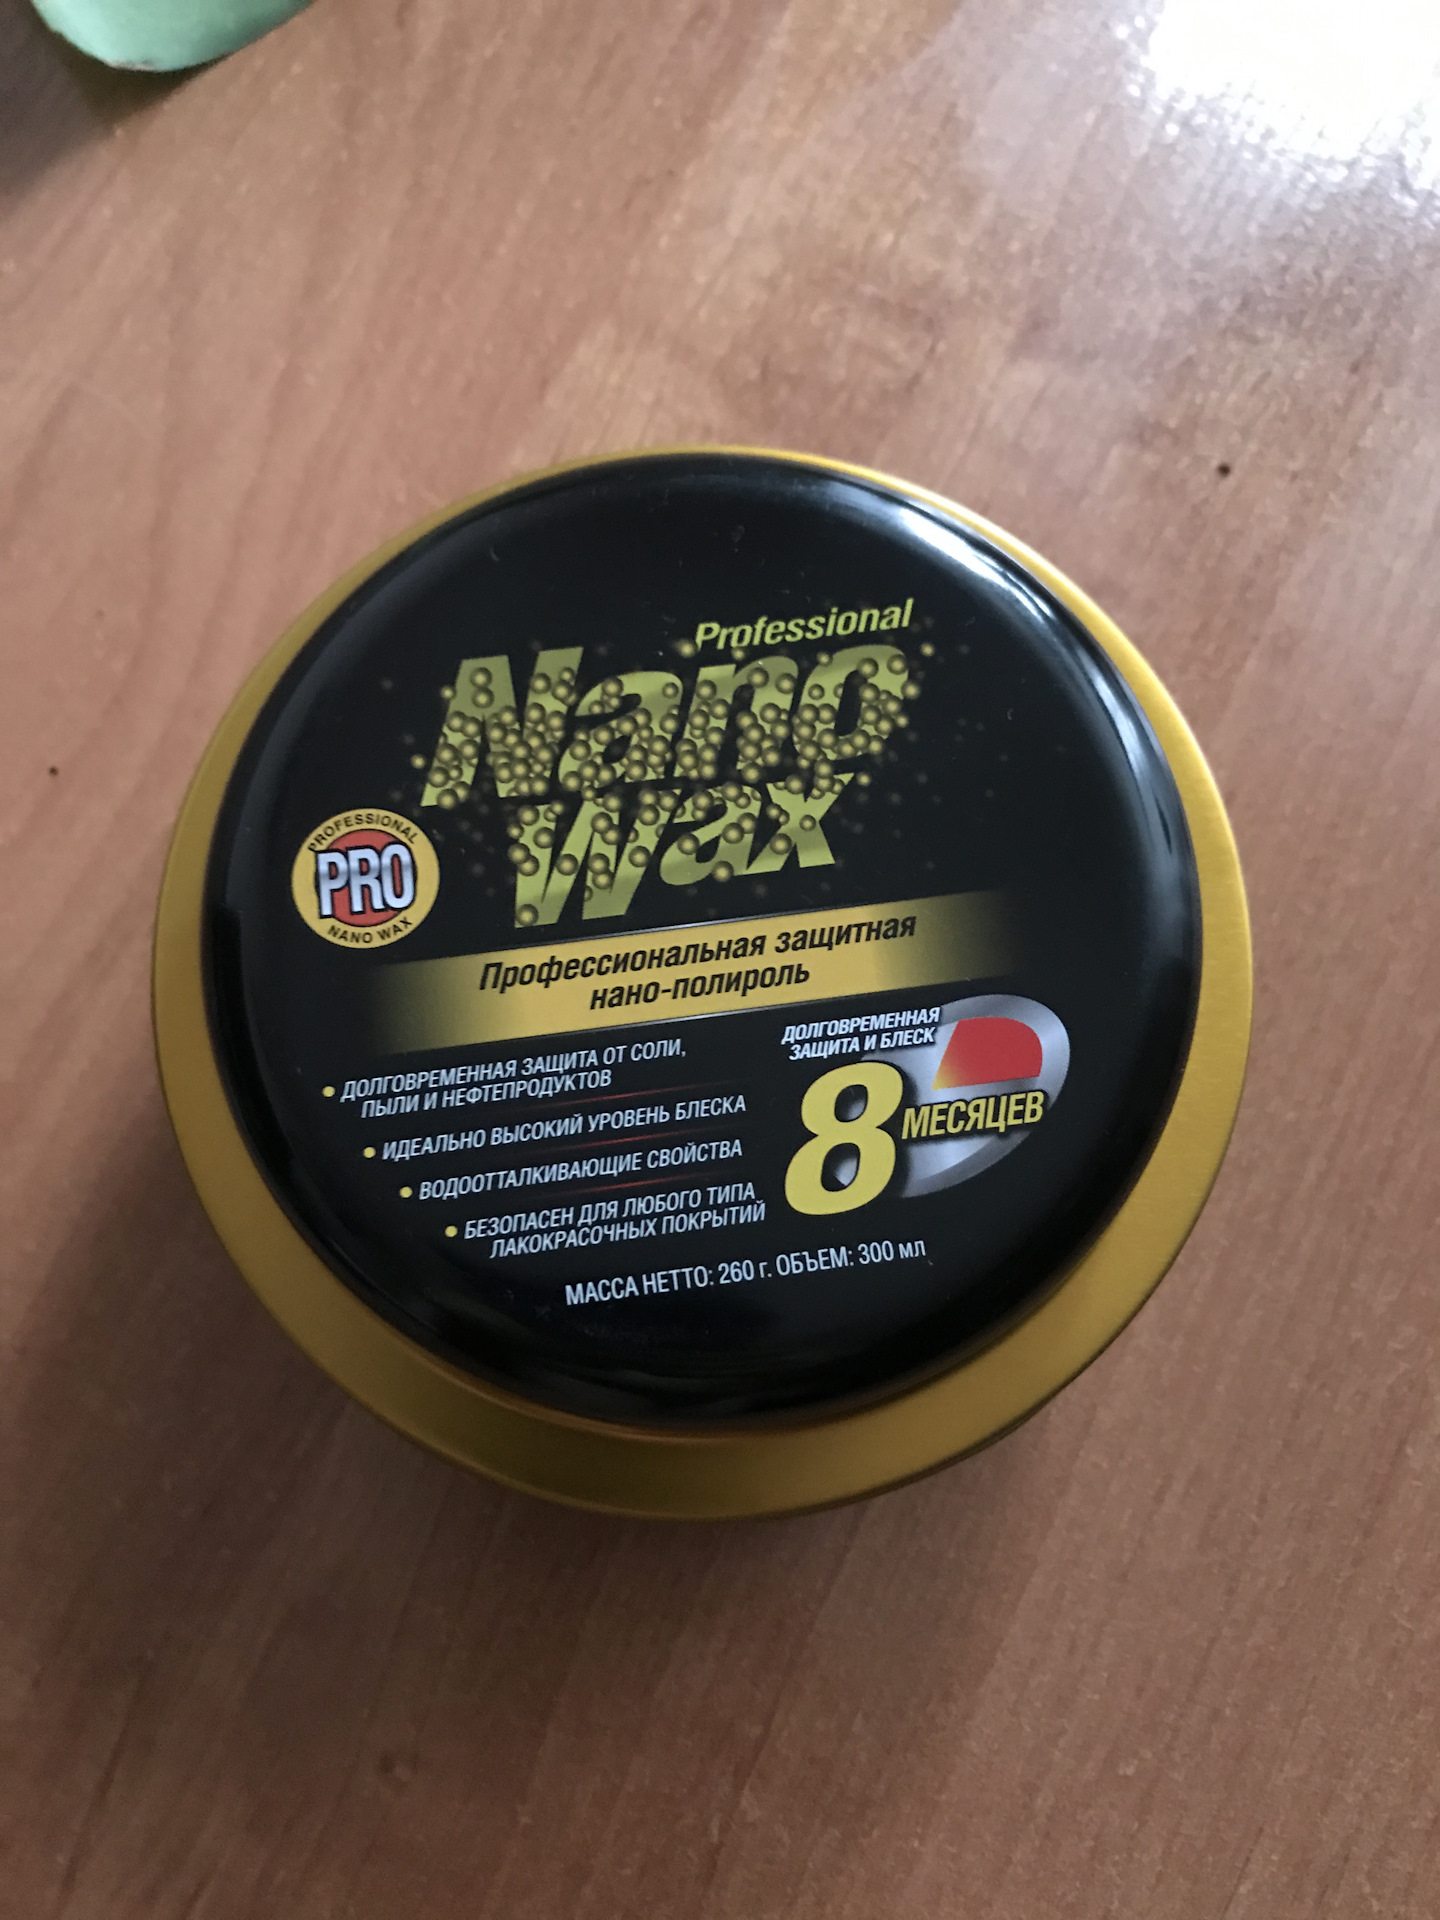 Professional
Nano
Wax
PROFESSIONAL
PRO
NANO WAX
Профессиональная защитная
нано-полироль
• ДОЛГОВРЕМЕННАЯ ЗАЩИТА ОТ СОЛИ,
ПЫЛИ И НЕФТЕПРОДУКТОВ
• ИДЕАЛЬНО ВЫСОКИЙ УРОВЕНЬ БЛЕСКА
• ВОДООТТАЛКИВАЮЩИЕ СВОЙСТВА
• БЕЗОПАСЕН ДЛЯ ЛЮБОГО ТИПА
ЛАКОКРАСОЧНЫХ ПОКРЫТИЙ
ДОЛГОВРЕМЕННАЯ
ЗАЩИТА И БЛЕСК
8 МЕСЯЦЕВ
МАССА НЕТТО: 260 г. ОБЪЕМ: 300 мл